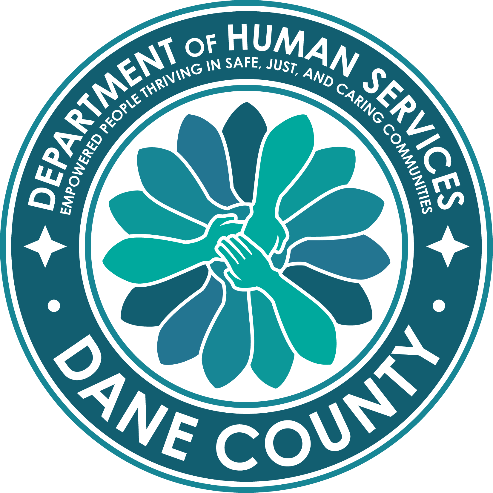 DEPARTMENT OF HUMAN SERVICES
EMPOWERED PEOPLE THRIVING IN SAFE, JUST, AND CARING COMMUNITIES
DANE COUNTY